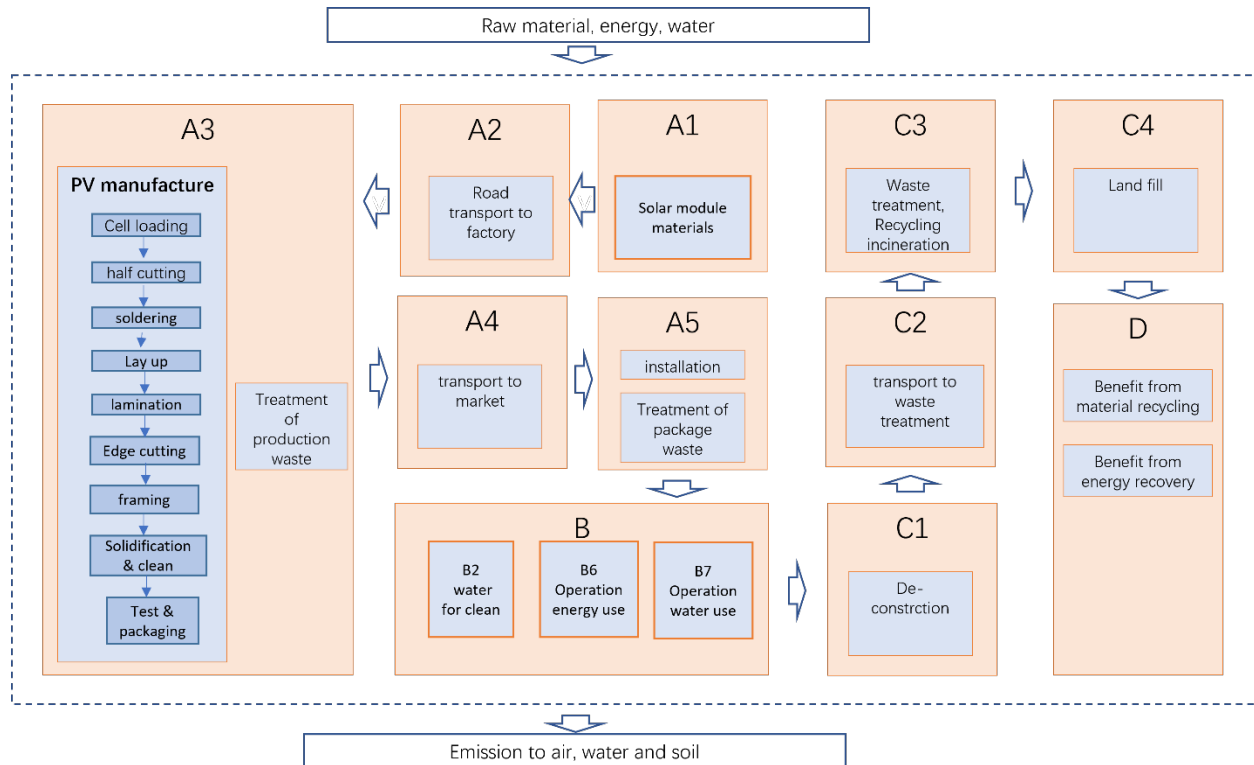 Raw material, energy, water
A3
PV manufacture
Cell loading
half cutting
soldering
Lay up
lamination
Edge cutting
framing
Solidification
& clean
Test &
packaging
Treatment
of
production
waste
A2
Road
transport to
factory
A1
Solar module
materials
A4
transport to
market
A5
installation
Treatment of
package
waste
B
B2
water
for clean
B6
Operation
energy use
B7
Operation
water use
C3
Waste
treatment,
Recycling
incineration
C2
transport to
waste
treatment
C1
De-
constrction
C4
Land fill
D
Benefit from
material recycling
Benefit from
energy recovery
Emission to air, water and soil